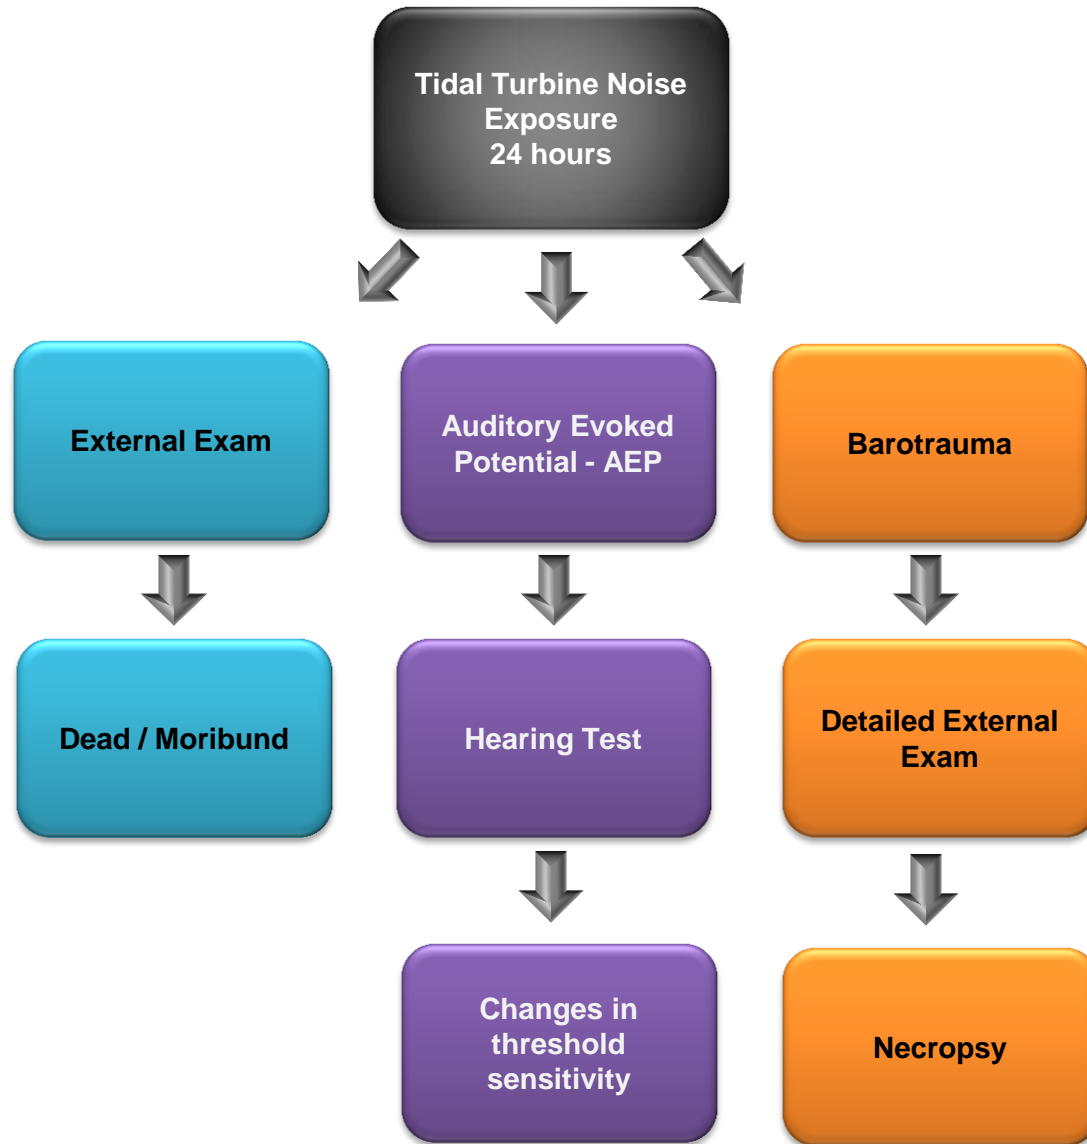 Tidal Turbine Noise
Exposure
24 hours
External Exam
Auditory Evoked
Potential - AEP
Barotrauma
Dead / Moribund
Hearing Test
Detailed External
Exam
Changes in
threshold
sensitivity
Necropsy